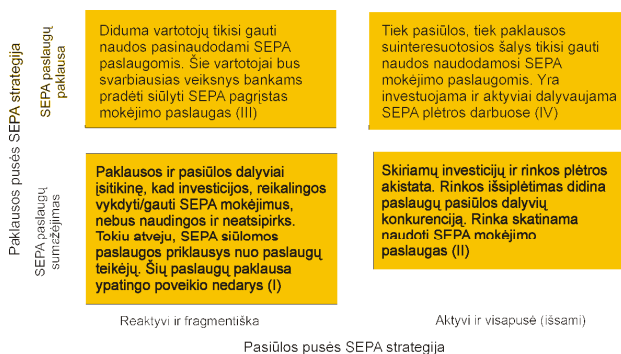 Paklausos pusės SEPA strategija
SEPA paslaugų
paklausa
Diduma vartotojų tikisi gauti
naudos pasinaudodami SEPA
paslaugomis. Šie vartotojai bus
svarbiausias veiksnys bankams
pradėti siūlyti SEPA pagrįstas
mokėjimo paslaugas (III)
Tiek pasiūlos, tiek paklausos
suinteresuotosios šalys tikisi gauti
naudos naudodamosi SEPA
mokėjimo paslaugomis. Yra
investuojama ir aktyviai dalyvaujama
SEPA plėtros darbuose (IV)
SEPA paslaugų
sumažėjimas
Paklausos ir pasiūlos dalyviai
įsitikinę, kad investicijos, reikalingos
vykdyti/gauti SEPA mokėjimus,
nebus naudingos ir neatsipirks.
Tokiu atveju, SEPA siūlomos
paslaugos priklausys nuo paslaugų
teikėjų. Šių paslaugų paklausa
ypatingo poveikio nedarys (I)
Skiriamų investicijų ir rinkos plėtros
akistata. Rinkos išsiplėtimas didina
paslaugų pasiūlos dalyvių
konkurenciją. Rinka skatinama
naudoti SEPA mokėjimo
paslaugas (II)
Reaktyvi ir fragmentiška
Aktyvi ir visapusė (išsami)
Pasiūlos pusės SEPA strategija